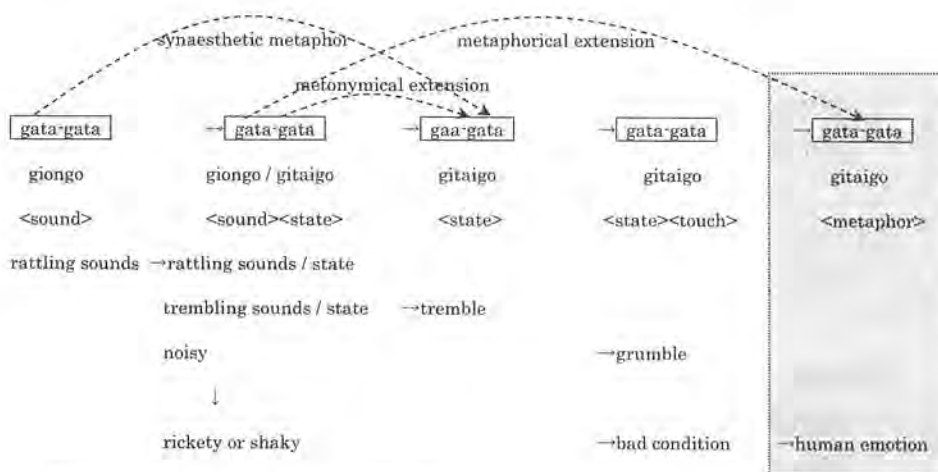 synaesthetic metaphor metaphorical extension
metonymical extension
gata-gata → gata-gata → gaa-gata → gata-gata → gata-gata
giongo giongo / gitaigo gitaigo gitaigo gitaigo
<sound> <sound><state> <state> <state><touch> <metaphor>
rattling sounds →rattling sounds / state
trembling sounds / state →tremble
noisy →grumble
↓
rickety or shaky →bad condition →human emotion